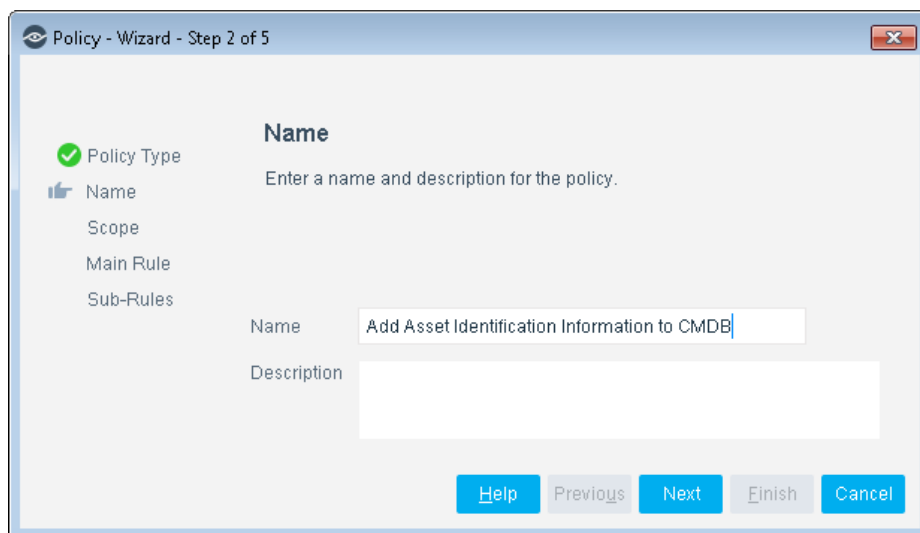 Policy - Wizard - Step 2 of 5
Policy Type
Name
Scope
Main Rule
Sub-Rules
Name
Enter a name and description for the policy.
Name Add Asset Identification Information to CMDB
Description
Help Previous Next Finish Cancel